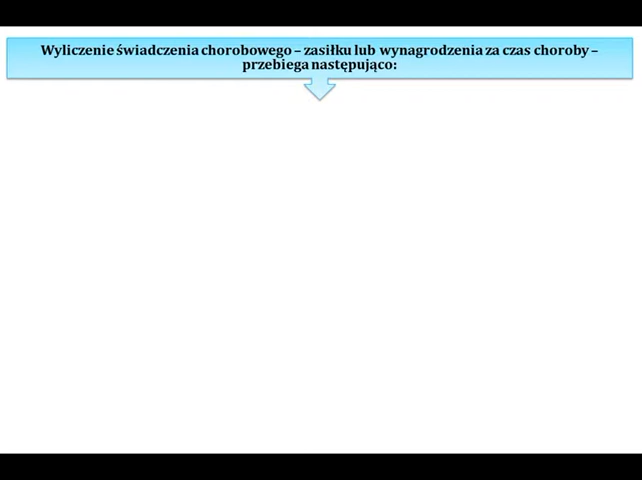 Wyliczenie świadczenia chorobowego – zasiłku lub wynagrodzenia za czas choroby –
przebiega następująco: